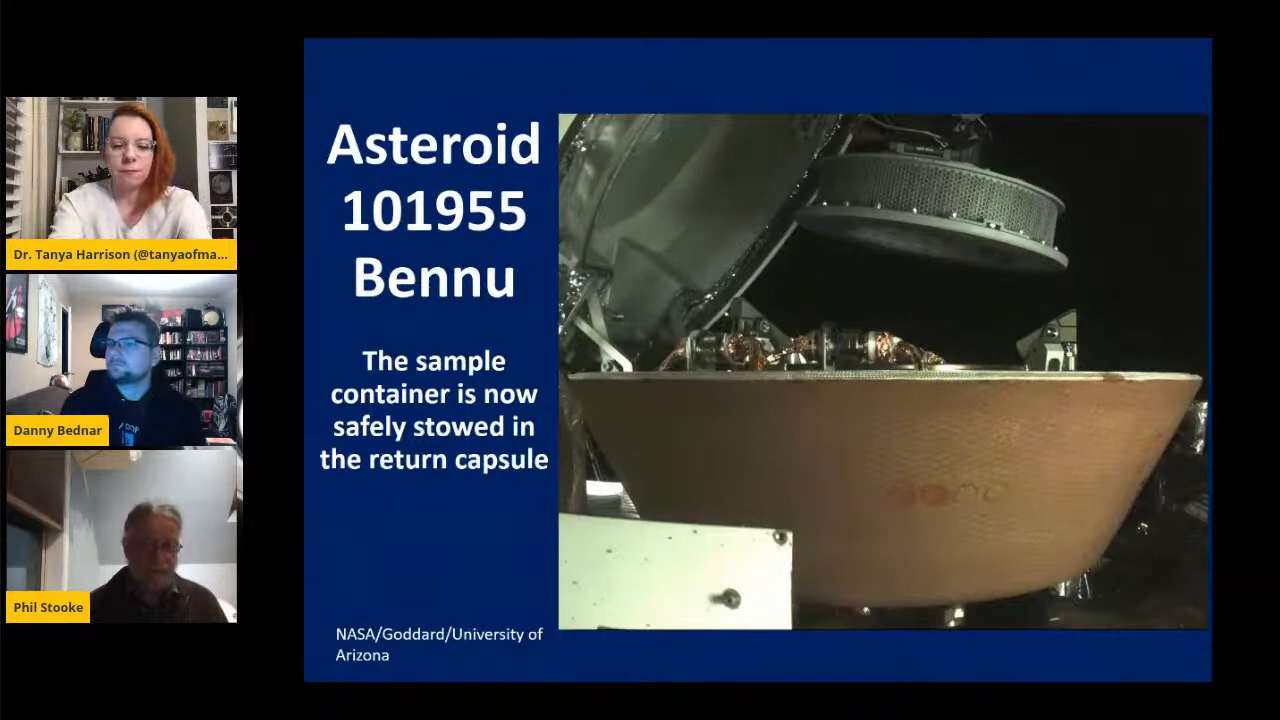 Dr. Tanya Harrison (@tanyaofma...
Danny Bednar
Phil Stooke
Asteroid
101955
Bennu
The sample
container is now
safely stowed in
the return capsule
NASA/Goddard/University of
Arizona